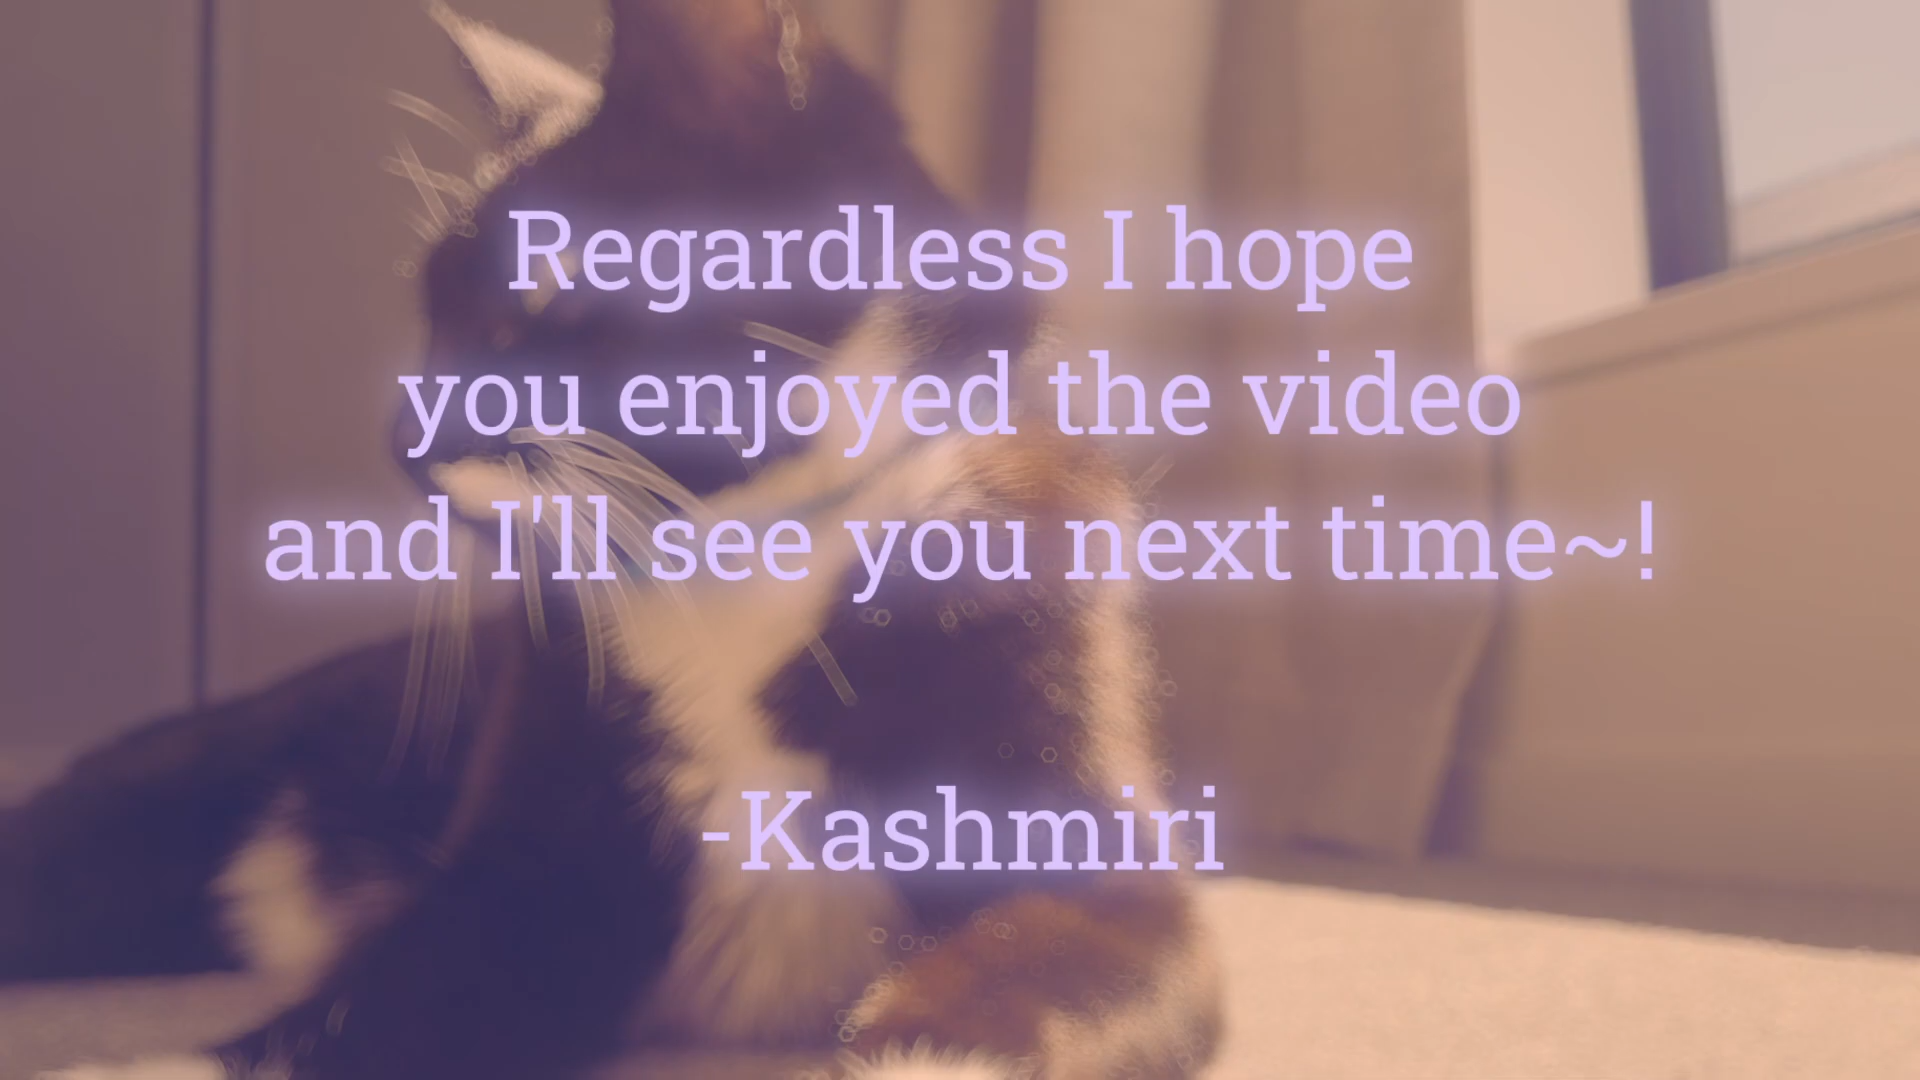 Regardless I hope
you enjoyed the video
and I'll see you next time~!
-Kashmiri